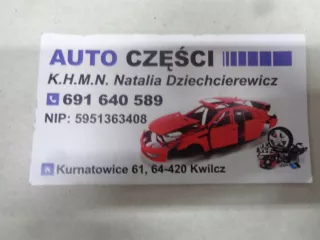 AUTO CZĘŚCI
K.H.M.N. Natalia Dziechcierewicz
691 640 589
NIP: 5951363408
Kurnatowice 61, 64-420 Kwilcz